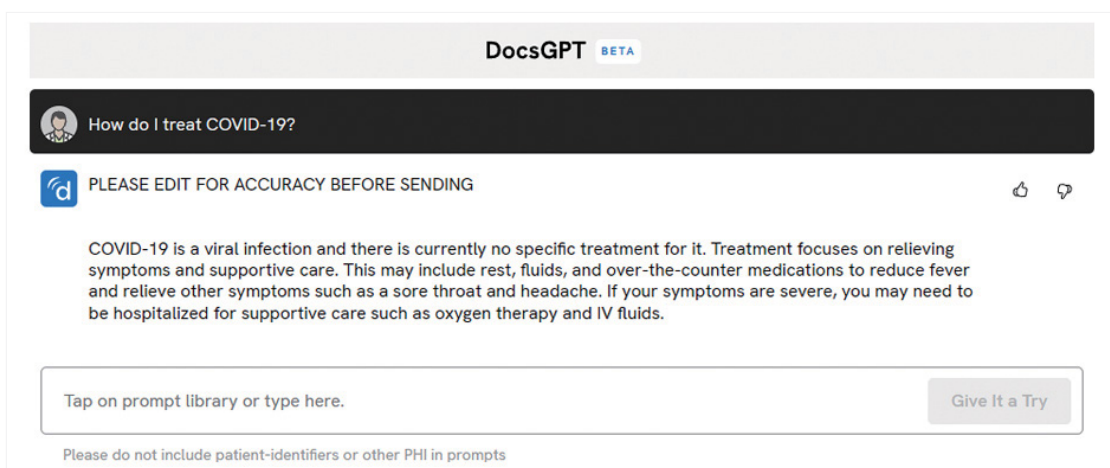 DocsGPT BETA
How do I treat COVID-19?
PLEASE EDIT FOR ACCURACY BEFORE SENDING
COVID-19 is a viral infection and there is currently no specific treatment for it. Treatment focuses on relieving
symptoms and supportive care. This may include rest, fluids, and over-the-counter medications to reduce fever
and relieve other symptoms such as a sore throat and headache. If your symptoms are severe, you may need to
be hospitalized for supportive care such as oxygen therapy and IV fluids.
Tap on prompt library or type here.
Give It a Try
Please do not include patient-identifiers or other PHI in prompts